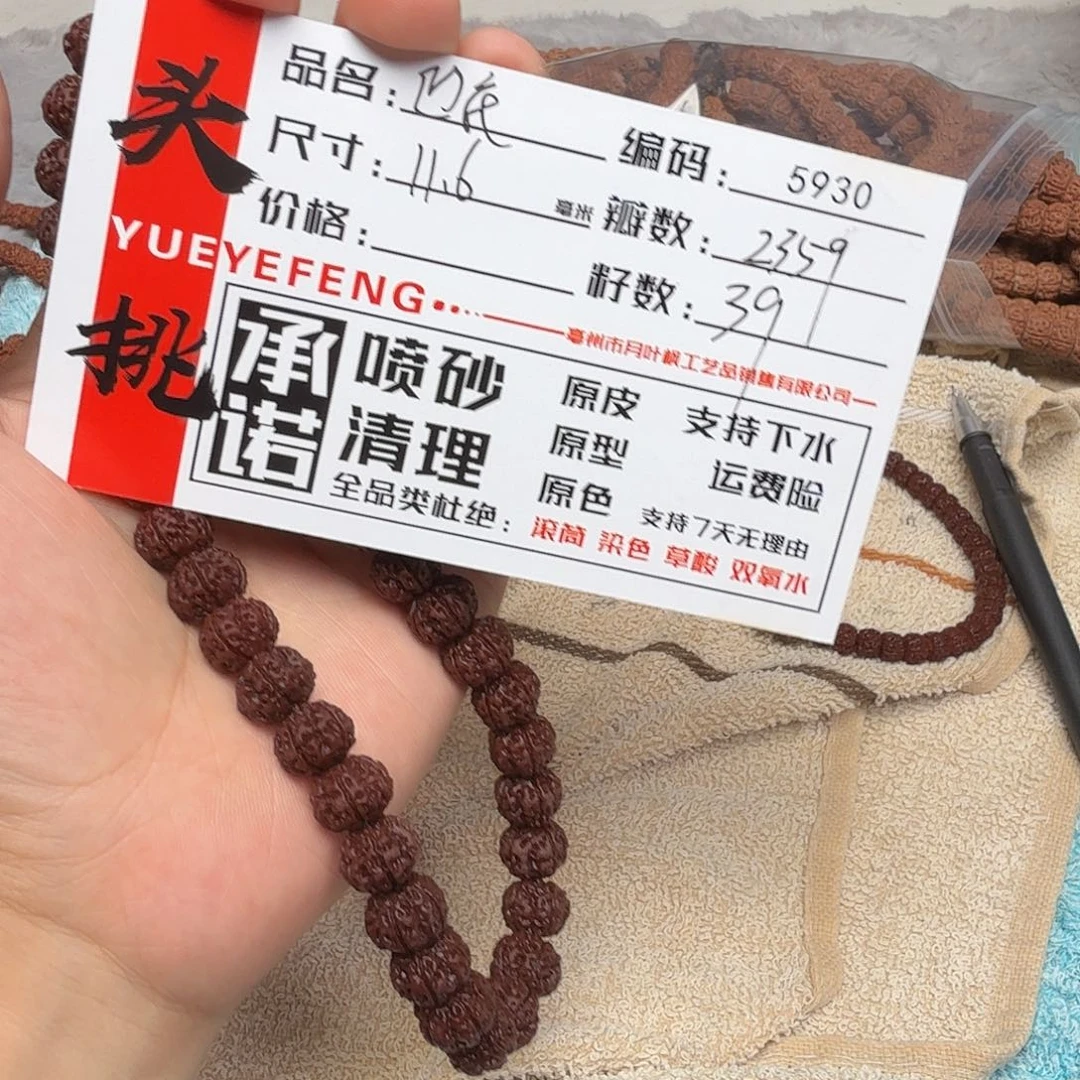 头挑
YUEYEFENG
品名：凹底
编码：5930
尺寸：11.6毫米
瓣数：2359
价格：
籽数：39
亳州市月叶枫工艺品销售有限公司
承诺
喷砂清理
原皮
原型
原色
支持下水
运费险
支持7天无理由
全品类杜绝：滚筒 染色 草酸 双氧水